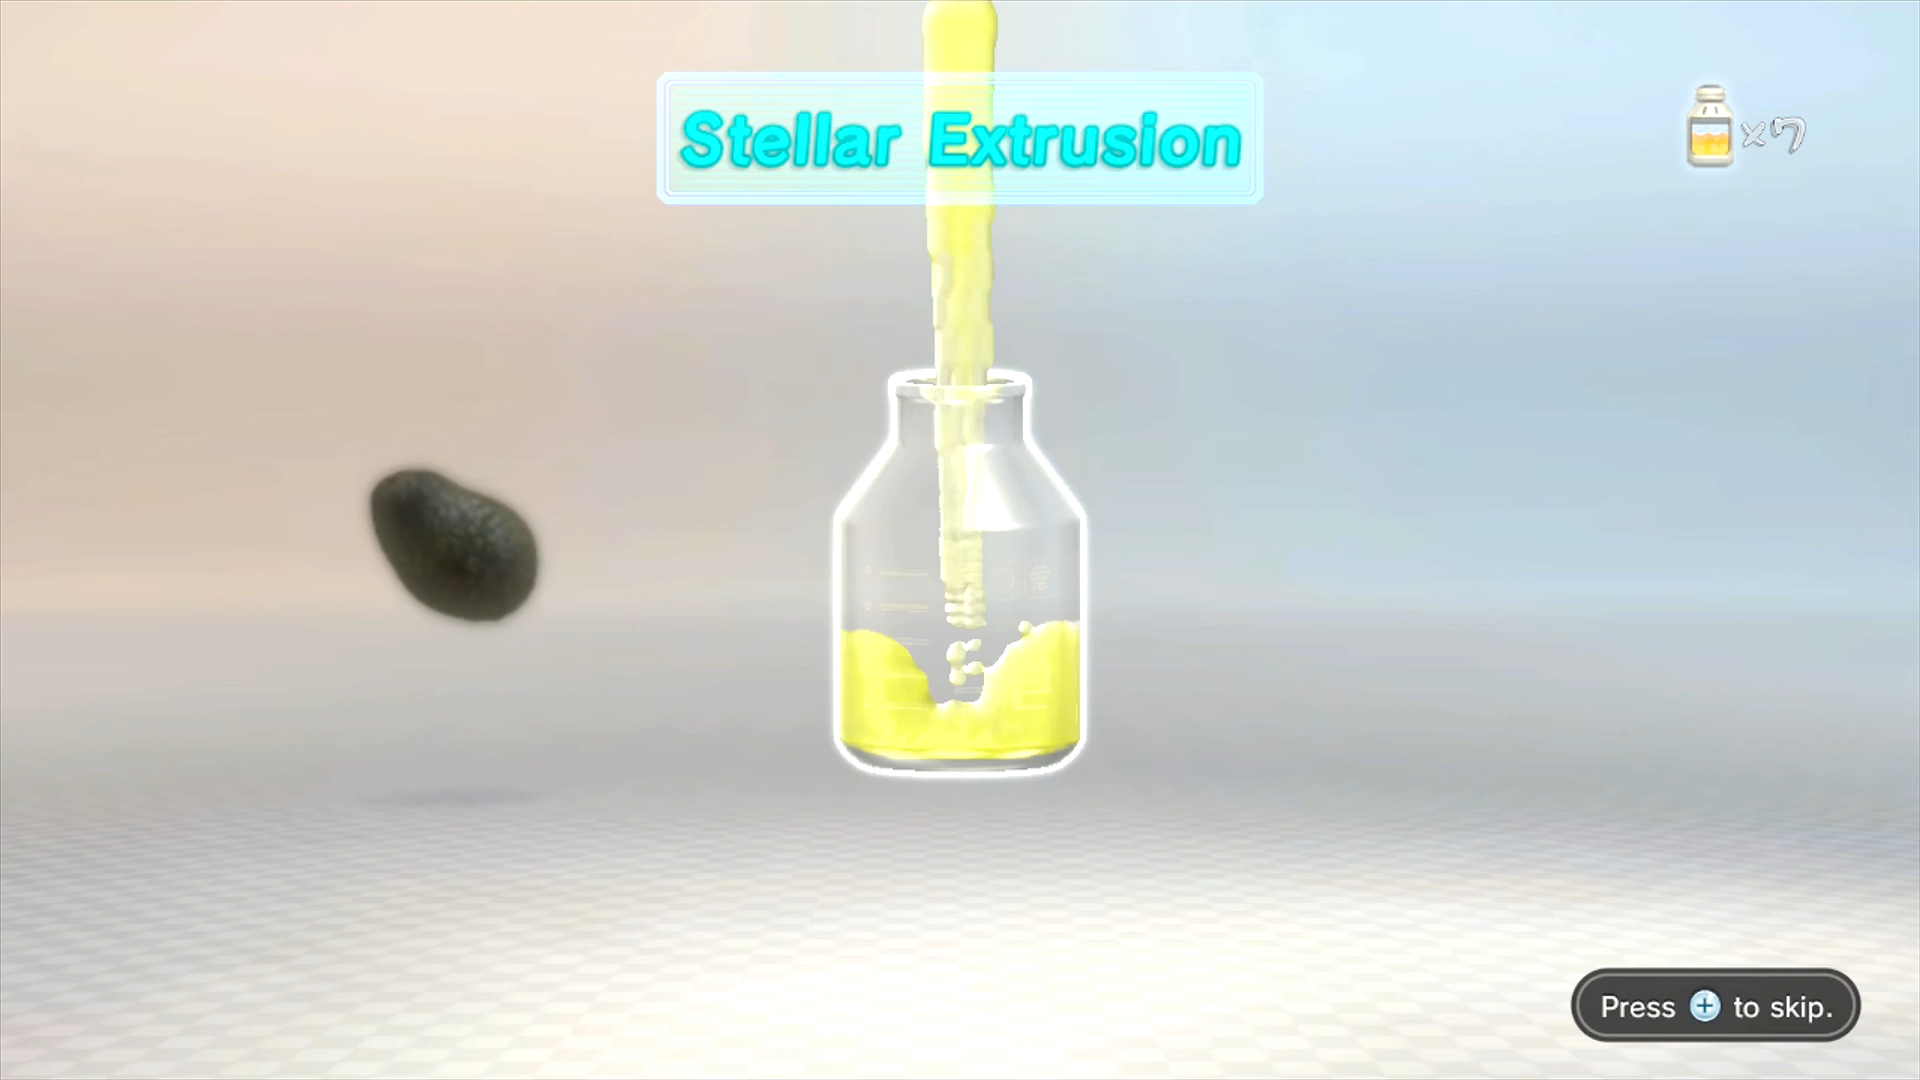 Stellar Extrusion
×7
Press + to skip.